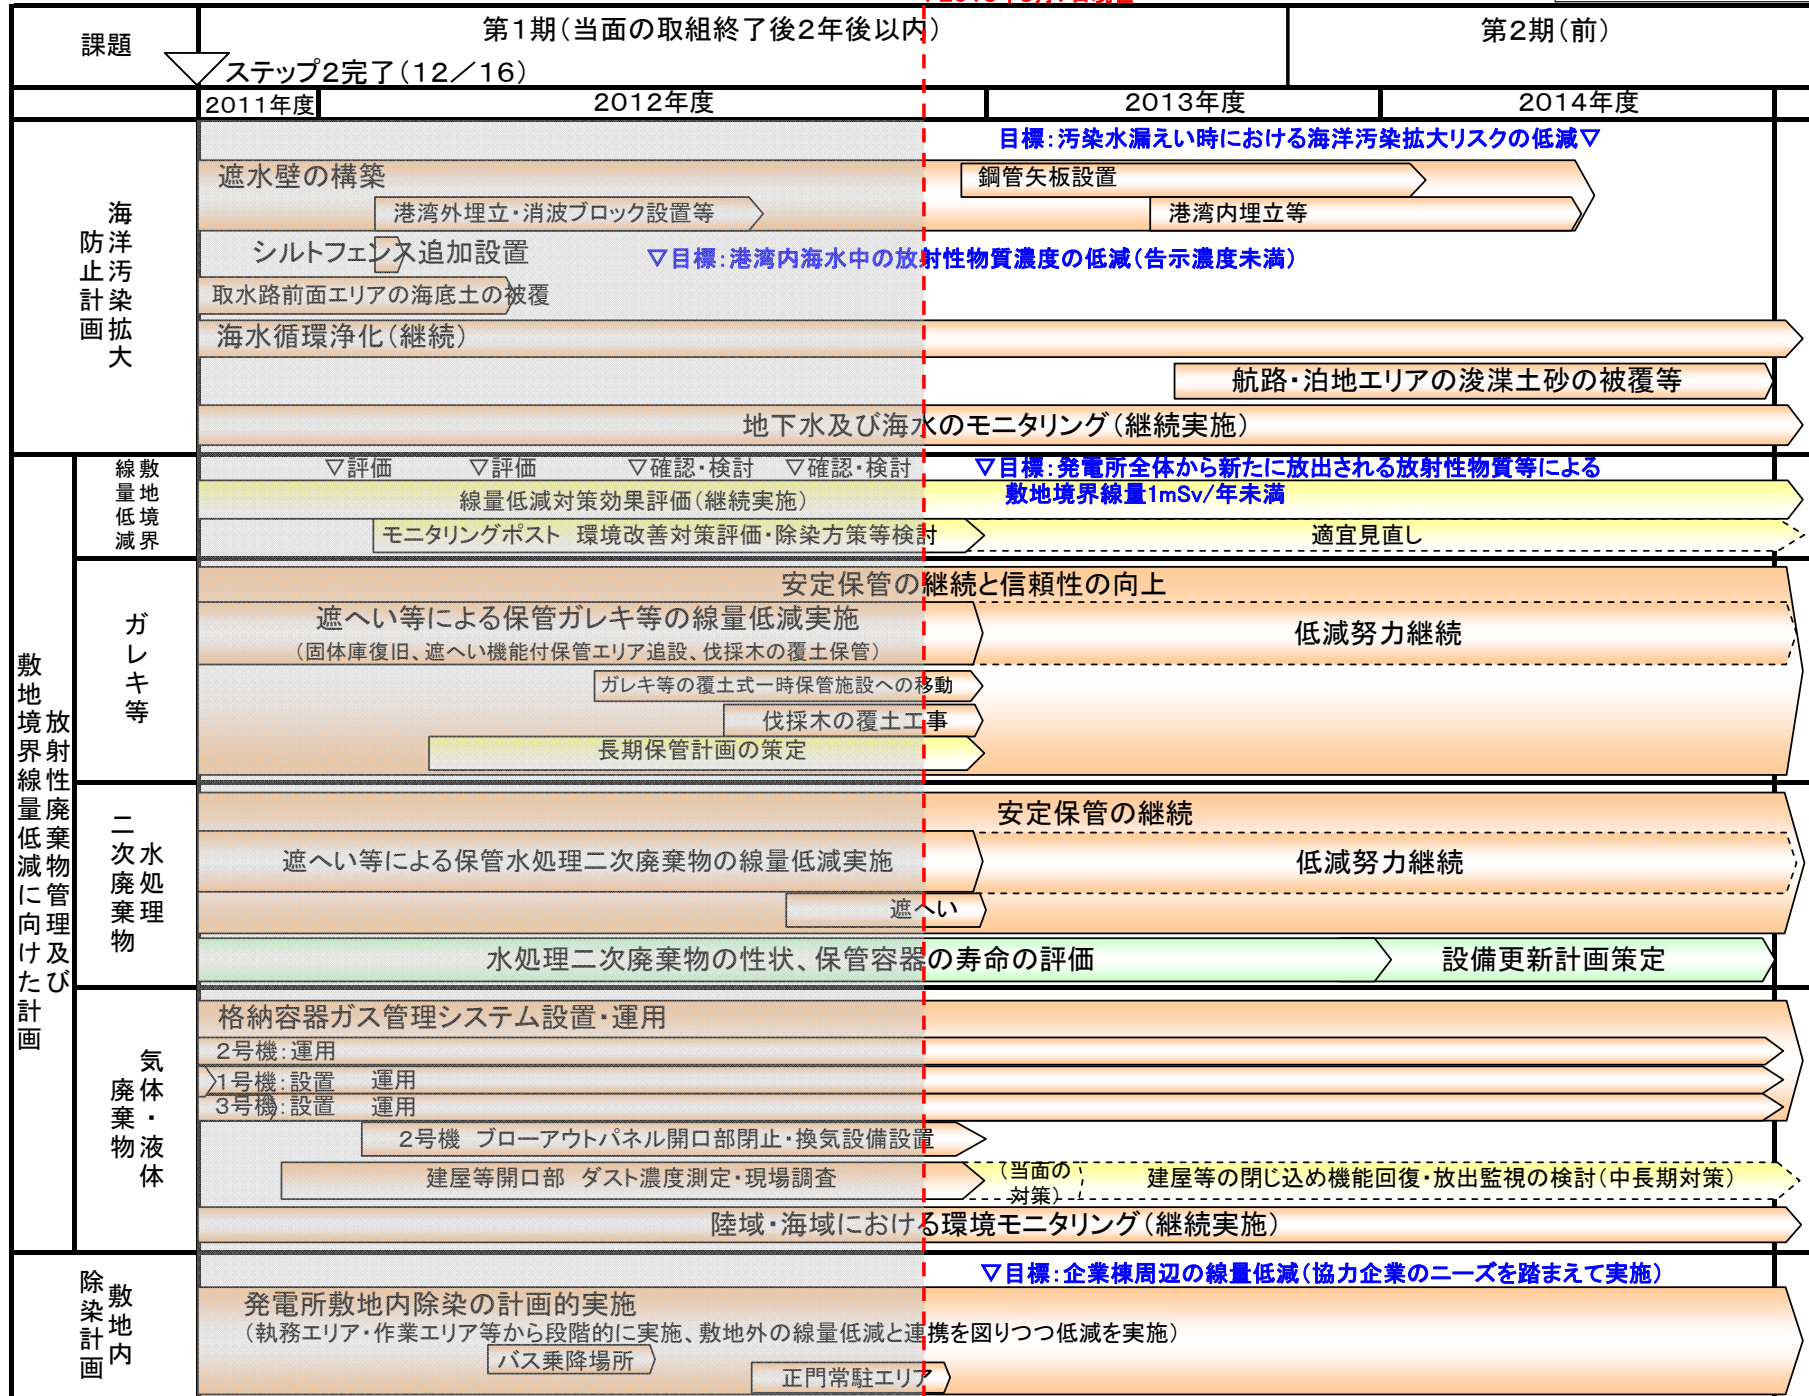 課題
第1期(当面の取組終了後2年後以内)
第2期(前)
ステップ2完了(12/16)
2011年度
2012年度
2013年度
2014年度
海洋汚染拡大
防止計画
目標:汚染水漏えい時における海洋汚染拡大リスクの低減▽
遮水壁の構築
鋼管矢板設置
港湾外埋立・消波ブロック設置等
港湾内埋立等
シルトフェンス追加設置
▽目標:港湾内海水中の放射性物質濃度の低減(告示濃度未満)
取水路前面エリアの海底土の被覆
海水循環浄化(継続)
航路・泊地エリアの浚渫土砂の被覆等
地下水及び海水のモニタリング(継続実施)
放射性廃棄物管理及び
敷地境界線量低減に向けた計画
敷地境界
線量低減
▽評価
▽評価
▽確認・検討
▽確認・検討
▽目標:発電所全体から新たに放出される放射性物質等による
敷地境界線量1mSv/年未満
線量低減対策効果評価(継続実施)
モニタリングポスト 環境改善対策評価・除染方策等検討
適宜見直し
ガレキ等
安定保管の継続と信頼性の向上
遮へい等による保管ガレキ等の線量低減実施
(固体庫復旧、遮へい機能付保管エリア追設、伐採木の覆土保管)
低減努力継続
ガレキ等の覆土式一時保管施設への移動
伐採木の覆土工事
長期保管計画の策定
水処理
二次廃棄物
安定保管の継続
遮へい等による保管水処理二次廃棄物の線量低減実施
低減努力継続
遮へい
水処理二次廃棄物の性状、保管容器の寿命の評価
設備更新計画策定
気体・液体
廃棄物
格納容器ガス管理システム設置・運用
2号機:運用
1号機:設置 運用
3号機:設置 運用
2号機 ブローアウトパネル開口部閉止・換気設備設置
建屋等開口部 ダスト濃度測定・現場調査
(当面の
対策)
建屋等の閉じ込め機能回復・放出監視の検討(中長期対策)
陸域・海域における環境モニタリング(継続実施)
敷地内
除染計画
▽目標:企業棟周辺の線量低減(協力企業のニーズを踏まえて実施)
発電所敷地内除染の計画的実施
(執務エリア・作業エリア等から段階的に実施、敷地外の線量低減と連携を図りつつ低減を実施)
バス乗降場所
正門常駐エリア